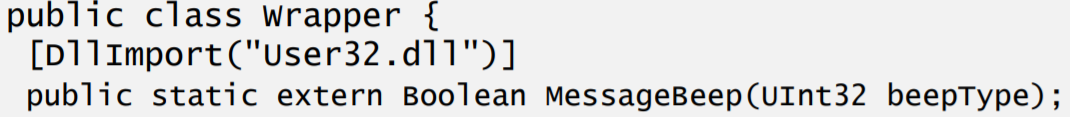 public class Wrapper {
[DllImport("User32.dll")]
public static extern Boolean MessageBeep(UInt32 beepType);